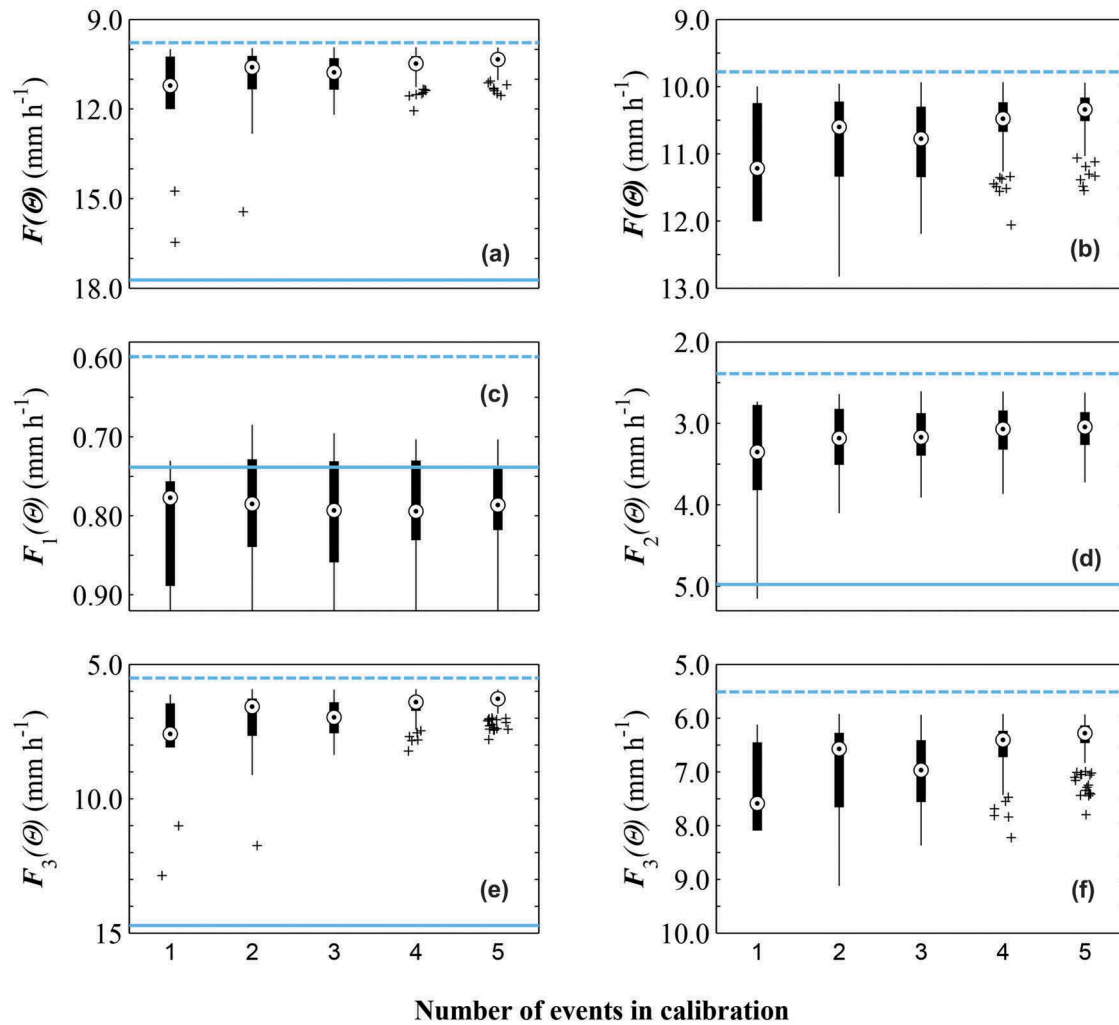 9.0
12.0
15.0
18.0
F(Θ) (mm h⁻¹)
(a)
9.0
10.0
11.0
12.0
13.0
F(Θ) (mm h⁻¹)
(b)
0.60
0.70
0.80
0.90
F₁(Θ) (mm h⁻¹)
(c)
2.0
3.0
4.0
5.0
F₂(Θ) (mm h⁻¹)
(d)
5.0
10.0
15
F₃(Θ) (mm h⁻¹)
(e)
1 2 3 4 5
5.0
6.0
7.0
8.0
9.0
10.0
F₃(Θ) (mm h⁻¹)
(f)
1 2 3 4 5
Number of events in calibration